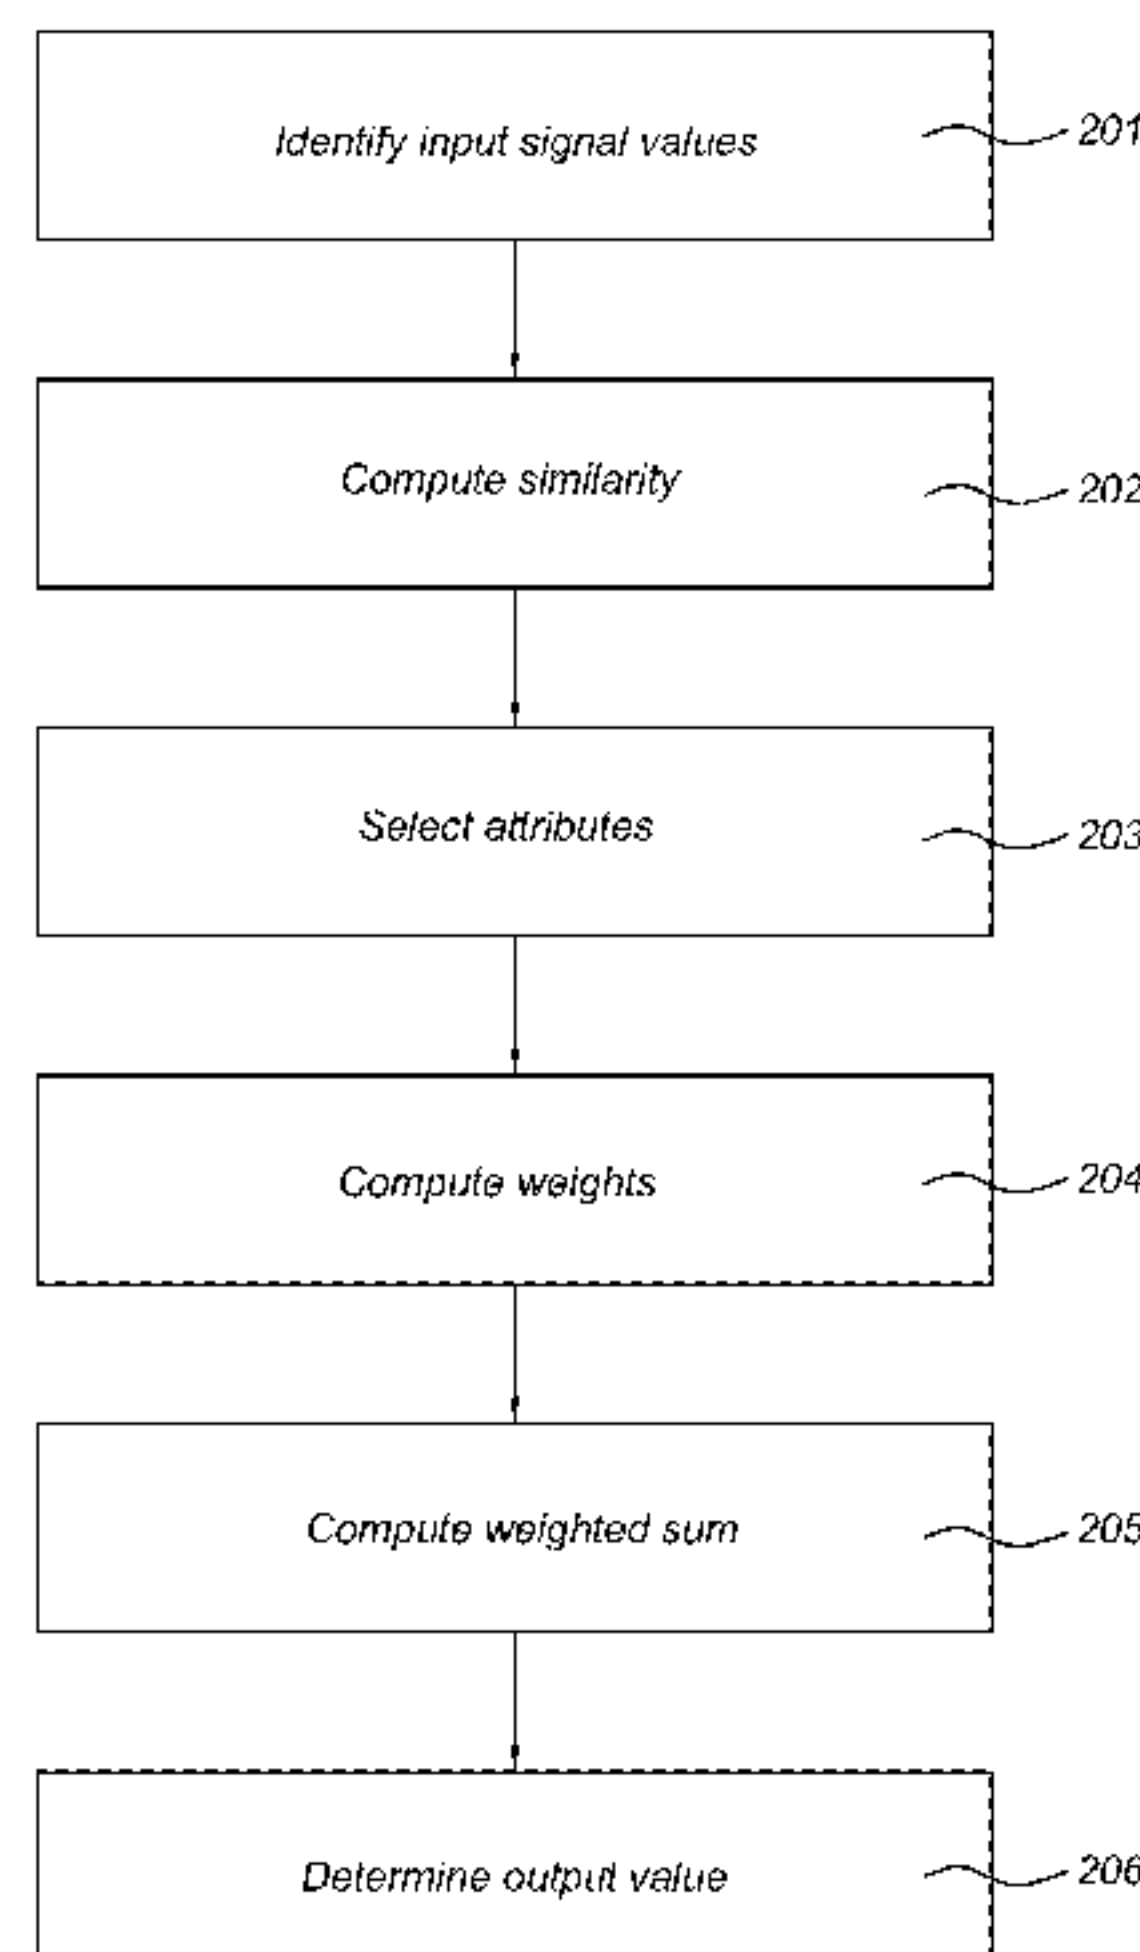 Identify input signal values
201
Compute similarity
202
Select attributes
203
Compute weights
204
Compute weighted sum
205
Determine output value
206